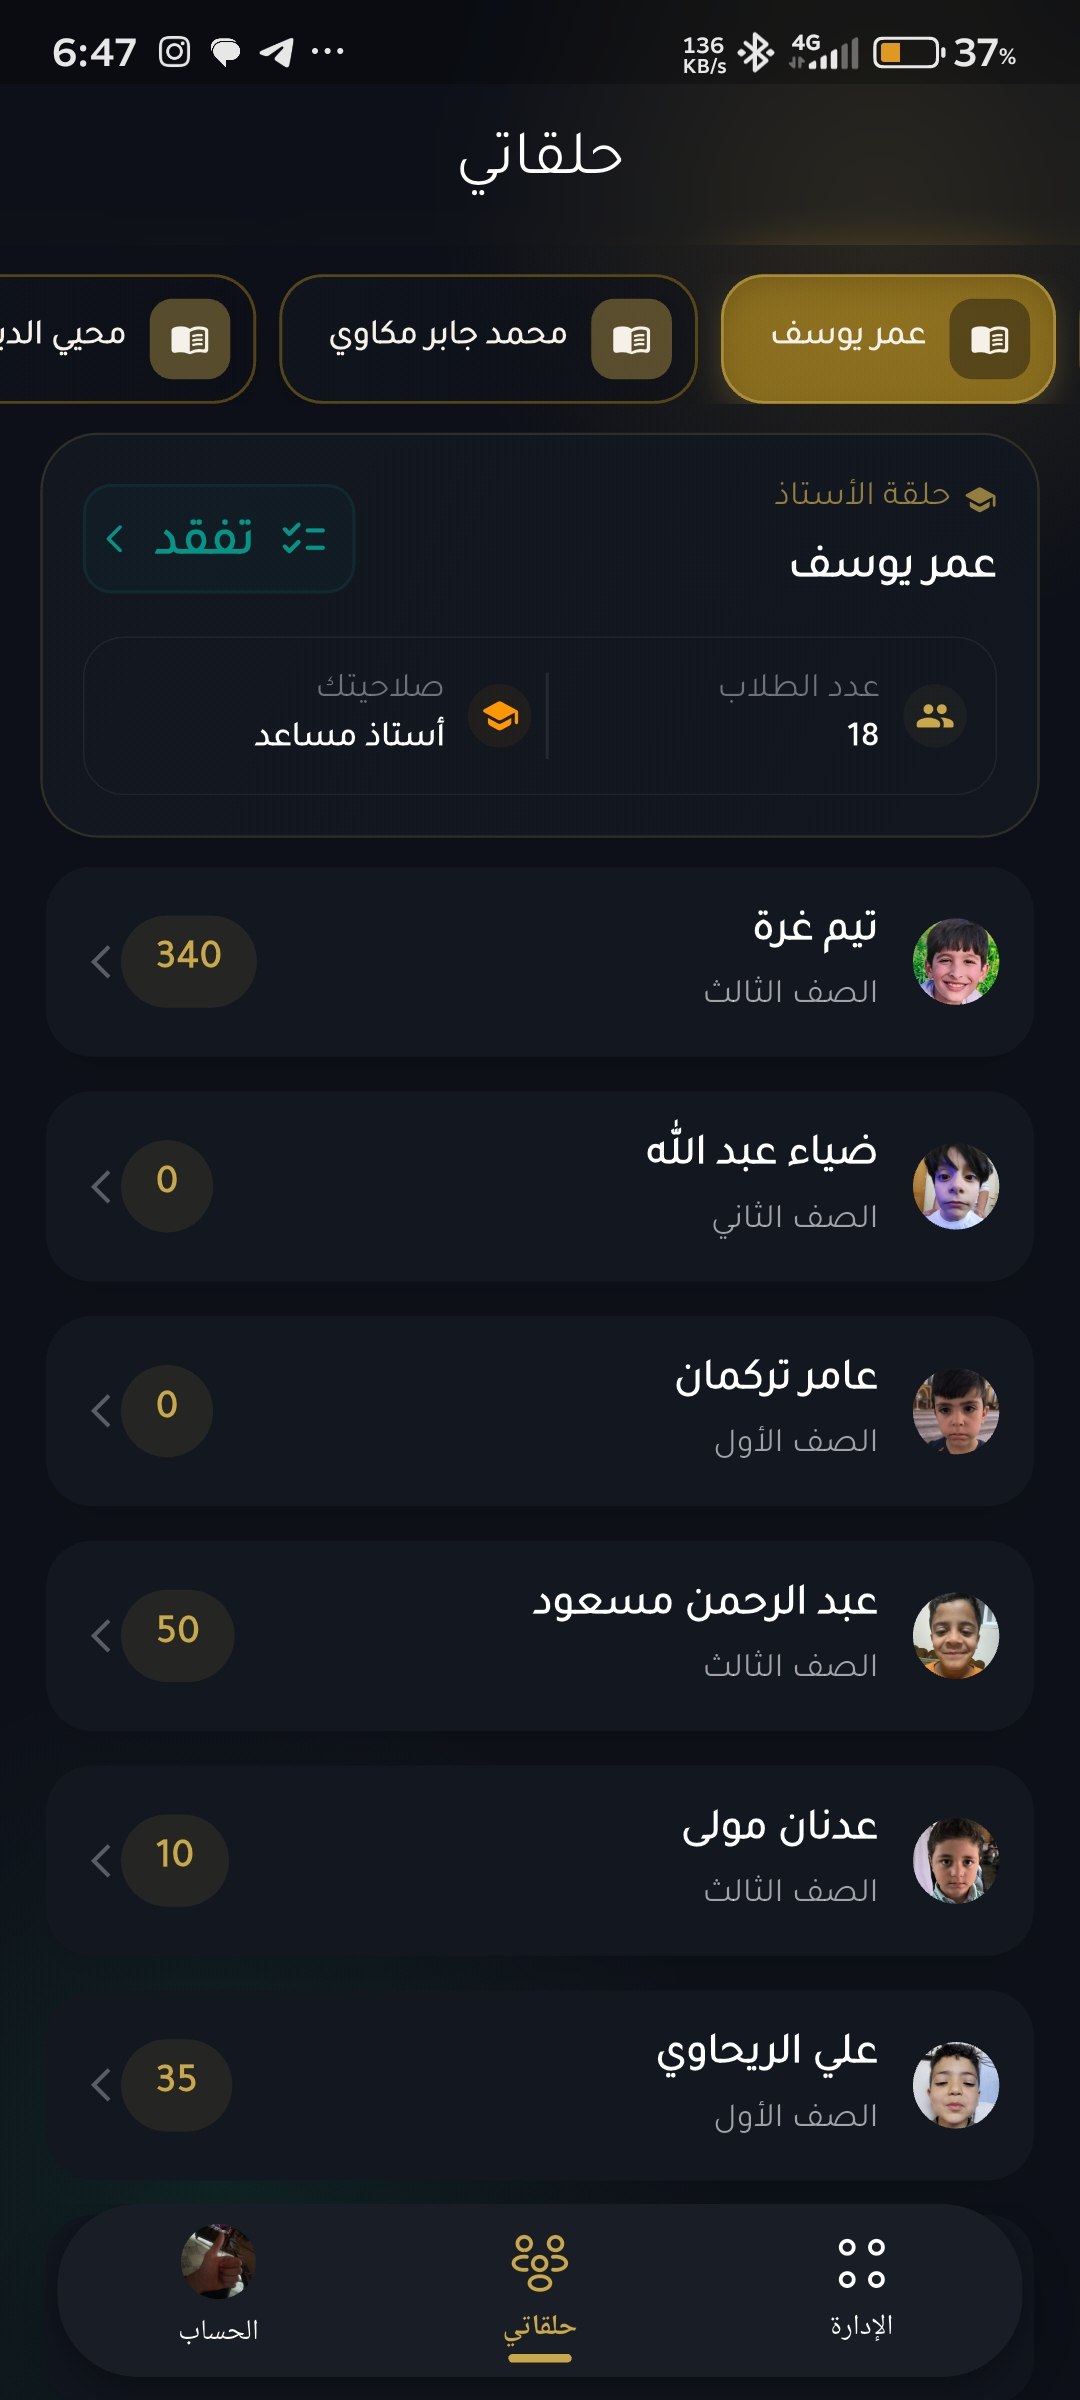 6:47
136 KB/s
4G
37%
حلقاتي
عمر يوسف
محمد جابر مكاوي
محيي
حلقة الأستاذ
عمر يوسف
تفقد
عدد الطلاب
18
صلاحيتك
أستاذ مساعد
تيم غرة
الصف الثالث
340
ضياء عبد الله
الصف الثاني
0
عامر تركمان
الصف الأول
0
عبد الرحمن مسعود
الصف الثالث
50
عدنان مولى
الصف الثالث
10
علي الريحاوي
الصف الأول
35
الإدارة
حلقاتي
الحساب